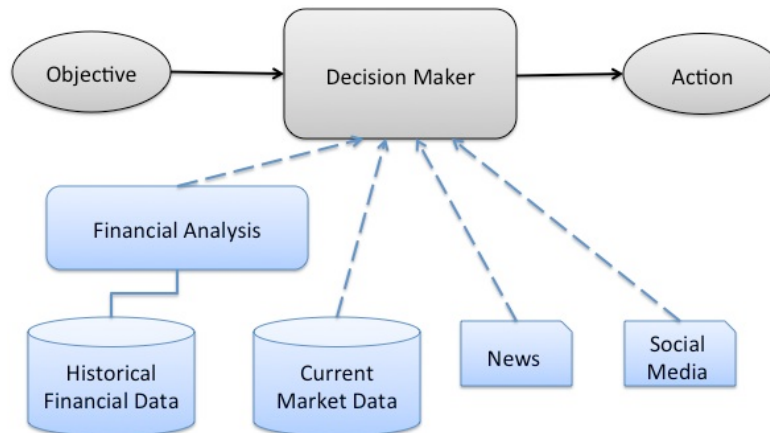 Objective
Decision Maker
Action
Financial Analysis
Historical
Financial Data
Current
Market Data
News
Social
Media